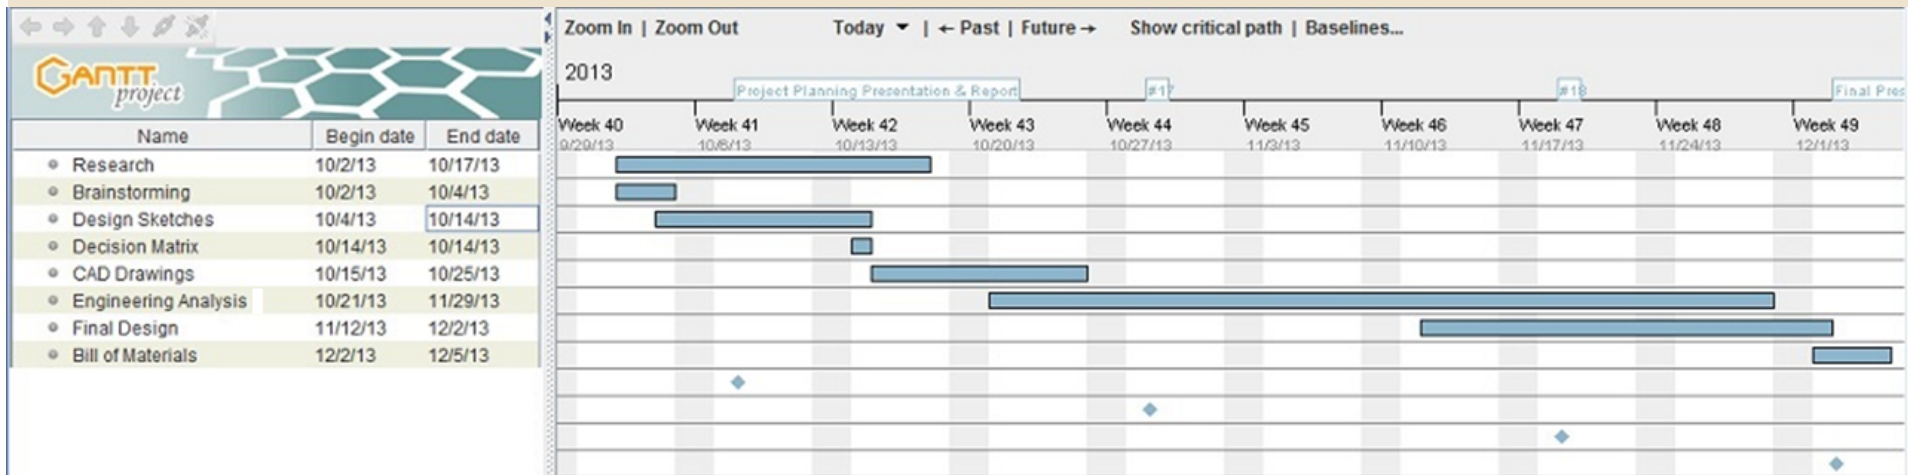 Zoom In | Zoom Out Today ▼ | ← Past | Future → Show critical path | Baselines...
2013
GANTT
project
Project Planning Presentation & Report #17 #18 Final Pres
Week 40 Week 41 Week 42 Week 43 Week 44 Week 45 Week 46 Week 47 Week 48 Week 49
9/29/13 10/6/13 10/13/13 10/20/13 10/27/13 11/3/13 11/10/13 11/17/13 11/24/13 12/1/13
Name Begin date End date
Research 10/2/13 10/17/13
Brainstorming 10/2/13 10/4/13
Design Sketches 10/4/13 10/14/13
Decision Matrix 10/14/13 10/14/13
CAD Drawings 10/15/13 10/25/13
Engineering Analysis 10/21/13 11/29/13
Final Design 11/12/13 12/2/13
Bill of Materials 12/2/13 12/5/13